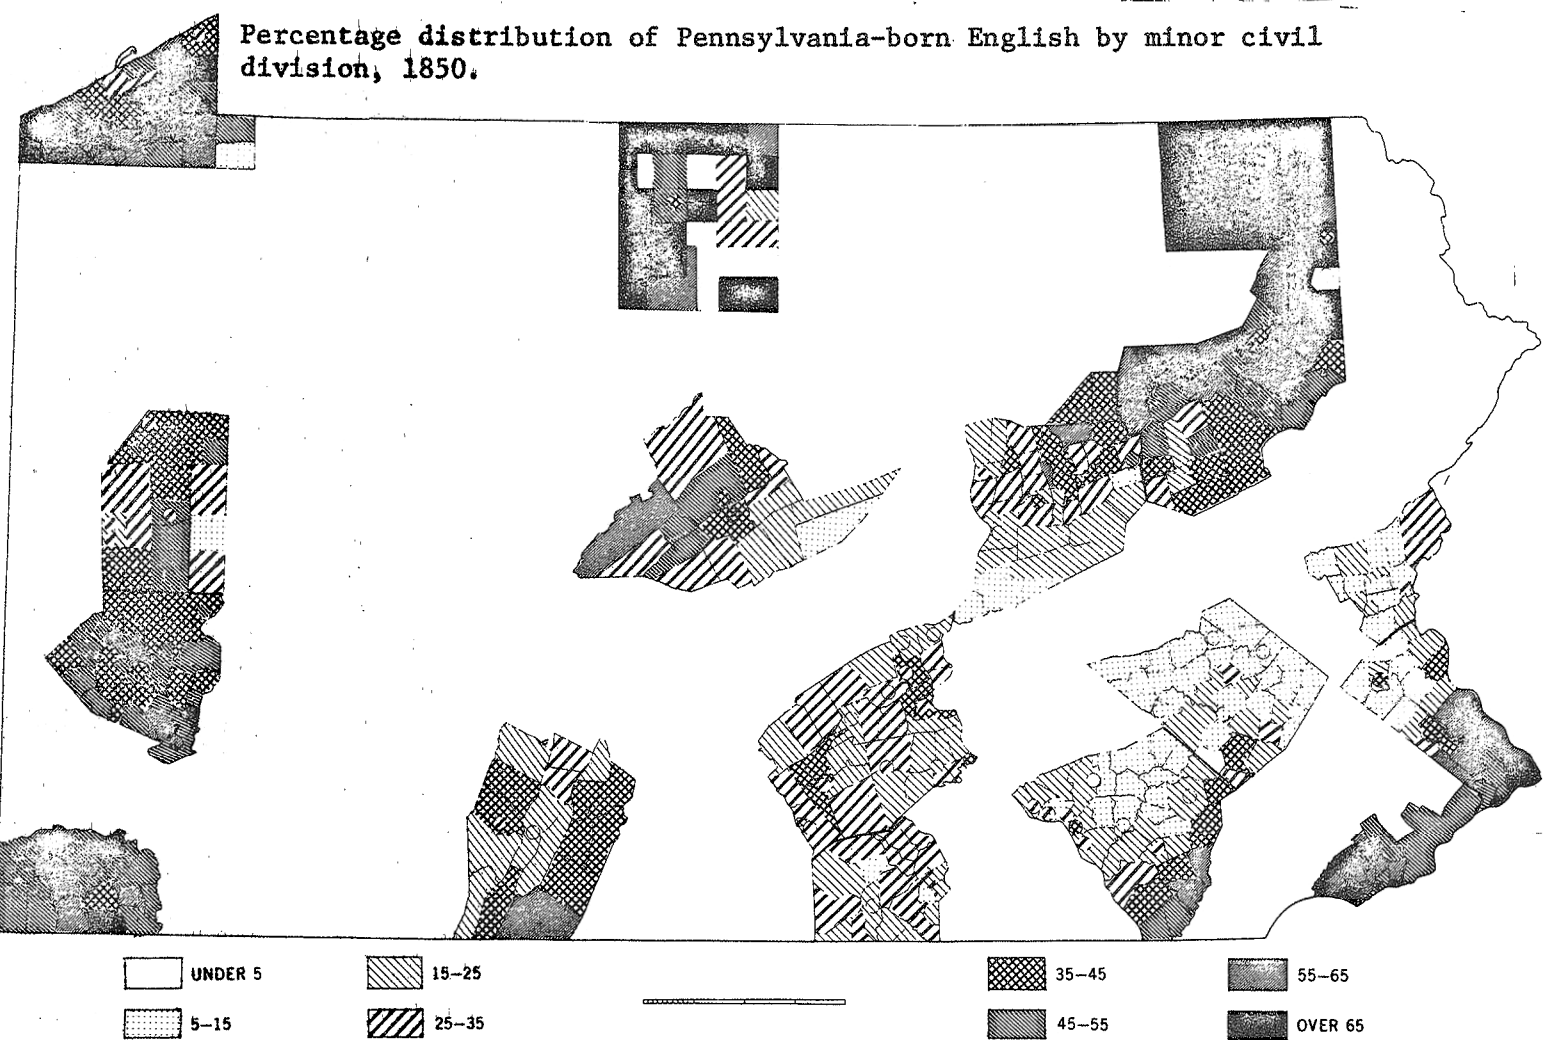 Percentage distribution of Pennsylvania-born English by minor civil
division, 1850.
UNDER 5
15-25
35-45
55-65
5-15
25-35
45-55
OVER 65